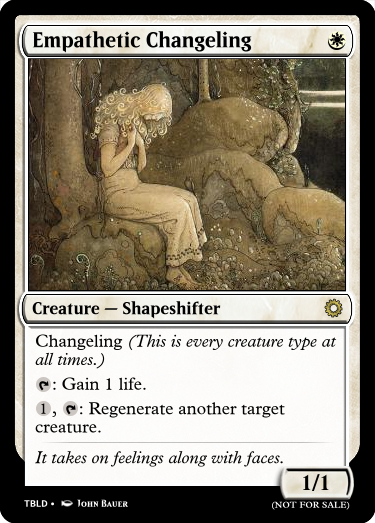 Empathetic Changeling
Creature — Shapeshifter
Changeling (This is every creature type at
all times.)
: Gain 1 life.
1, : Regenerate another target
creature.
It takes on feelings along with faces.
1/1
TBLD • John Bauer
(NOT FOR SALE)